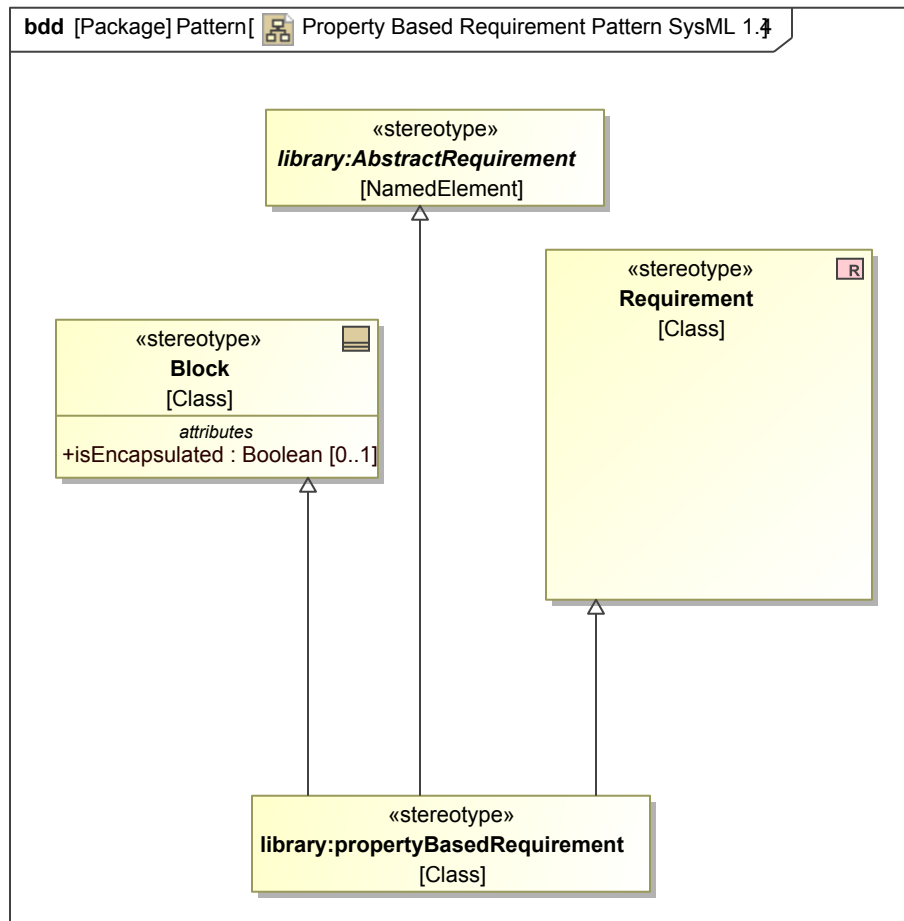 bdd [Package] Pattern[ Property Based Requirement Pattern SysML 1.4]
«stereotype»
library:AbstractRequirement
[NamedElement]
«stereotype»
R
Requirement
[Class]
«stereotype»
Block
[Class]
attributes
+isEncapsulated : Boolean [0..1]
«stereotype»
library:propertyBasedRequirement
[Class]